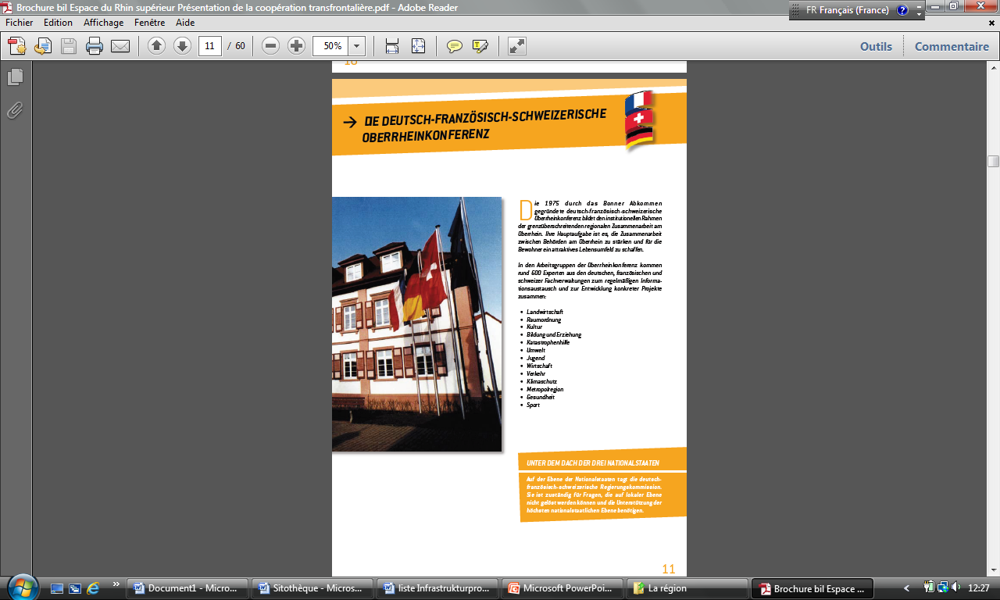 Brochure bil Espace du Rhin supérieur Présentation de la coopération transfrontalière.pdf - Adobe Reader
FR Français (France)
Fichier Edition Affichage Fenêtre Aide
11 / 60 50% Outils Commentaire
10
→ DIE DEUTSCH-FRANZÖSISCH-SCHWEIZERISCHE
OBERRHEINKONFERENZ
Die 1975 durch das Bonner Abkommen
gegründete deutsch-französisch-schweizerische
Oberrheinkonferenz bildet den institutionellen Rahmen
der grenzüberschreitenden regionalen Zusammenarbeit am
Oberrhein. Ihre Hauptaufgabe ist es, die Zusammenarbeit
zwischen Behörden am Oberrhein zu stärken und für die
Bewohner ein attraktives Lebensumfeld zu schaffen.
In den Arbeitsgruppen der Oberrheinkonferenz kommen
rund 600 Experten aus den deutschen, französischen und
schweizer Fachverwaltungen zum regelmäßigen Informa-
tionsaustausch und zur Entwicklung konkreter Projekte
zusammen:
• Landwirtschaft
• Raumordnung
• Kultur
• Bildung und Erziehung
• Katastrophenhilfe
• Umwelt
• Jugend
• Wirtschaft
• Verkehr
• Klimaschutz
• Metropolregion
• Gesundheit
• Sport
UNTER DEM DACH DER DREI NATIONALSTAATEN
Auf der Ebene der Nationalstaaten tagt die deutsch-
französisch-schweizerische Regierungskommission.
Sie ist zuständig für Fragen, die auf lokaler Ebene
nicht gelöst werden können und die Unterstützung der
höchsten nationalstaatlichen Ebene benötigen.
11
Document1 - Micro... Sitothèque - Micros... liste Infrastrukturpro... Microsoft PowerPoi... La région Brochure bil Espace ... 12:27